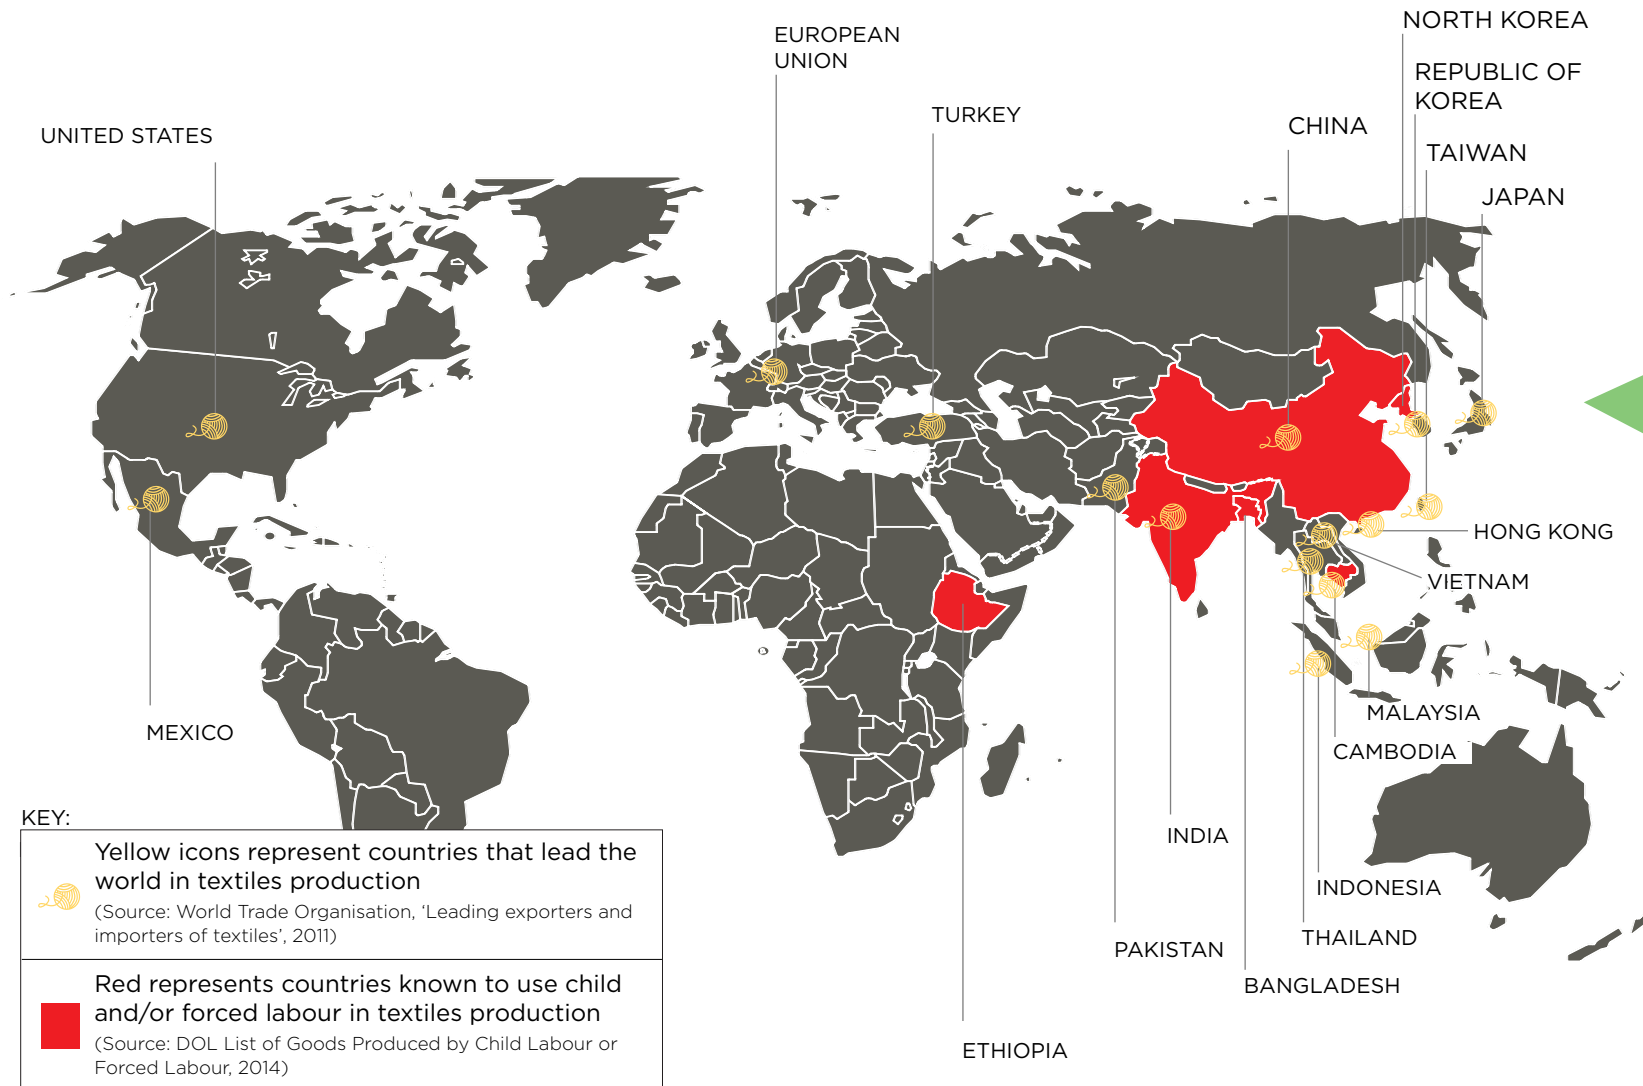 NORTH KOREA
EUROPEAN
UNION
REPUBLIC OF
KOREA
TURKEY
CHINA
UNITED STATES
TAIWAN
JAPAN
HONG KONG
VIETNAM
MALAYSIA
MEXICO
CAMBODIA
INDIA
INDONESIA
THAILAND
PAKISTAN
BANGLADESH
ETHIOPIA
KEY:
Yellow icons represent countries that lead the
world in textiles production
(Source: World Trade Organisation, ‘Leading exporters and
importers of textiles’, 2011)
Red represents countries known to use child
and/or forced labour in textiles production
(Source: DOL List of Goods Produced by Child Labour or
Forced Labour, 2014)